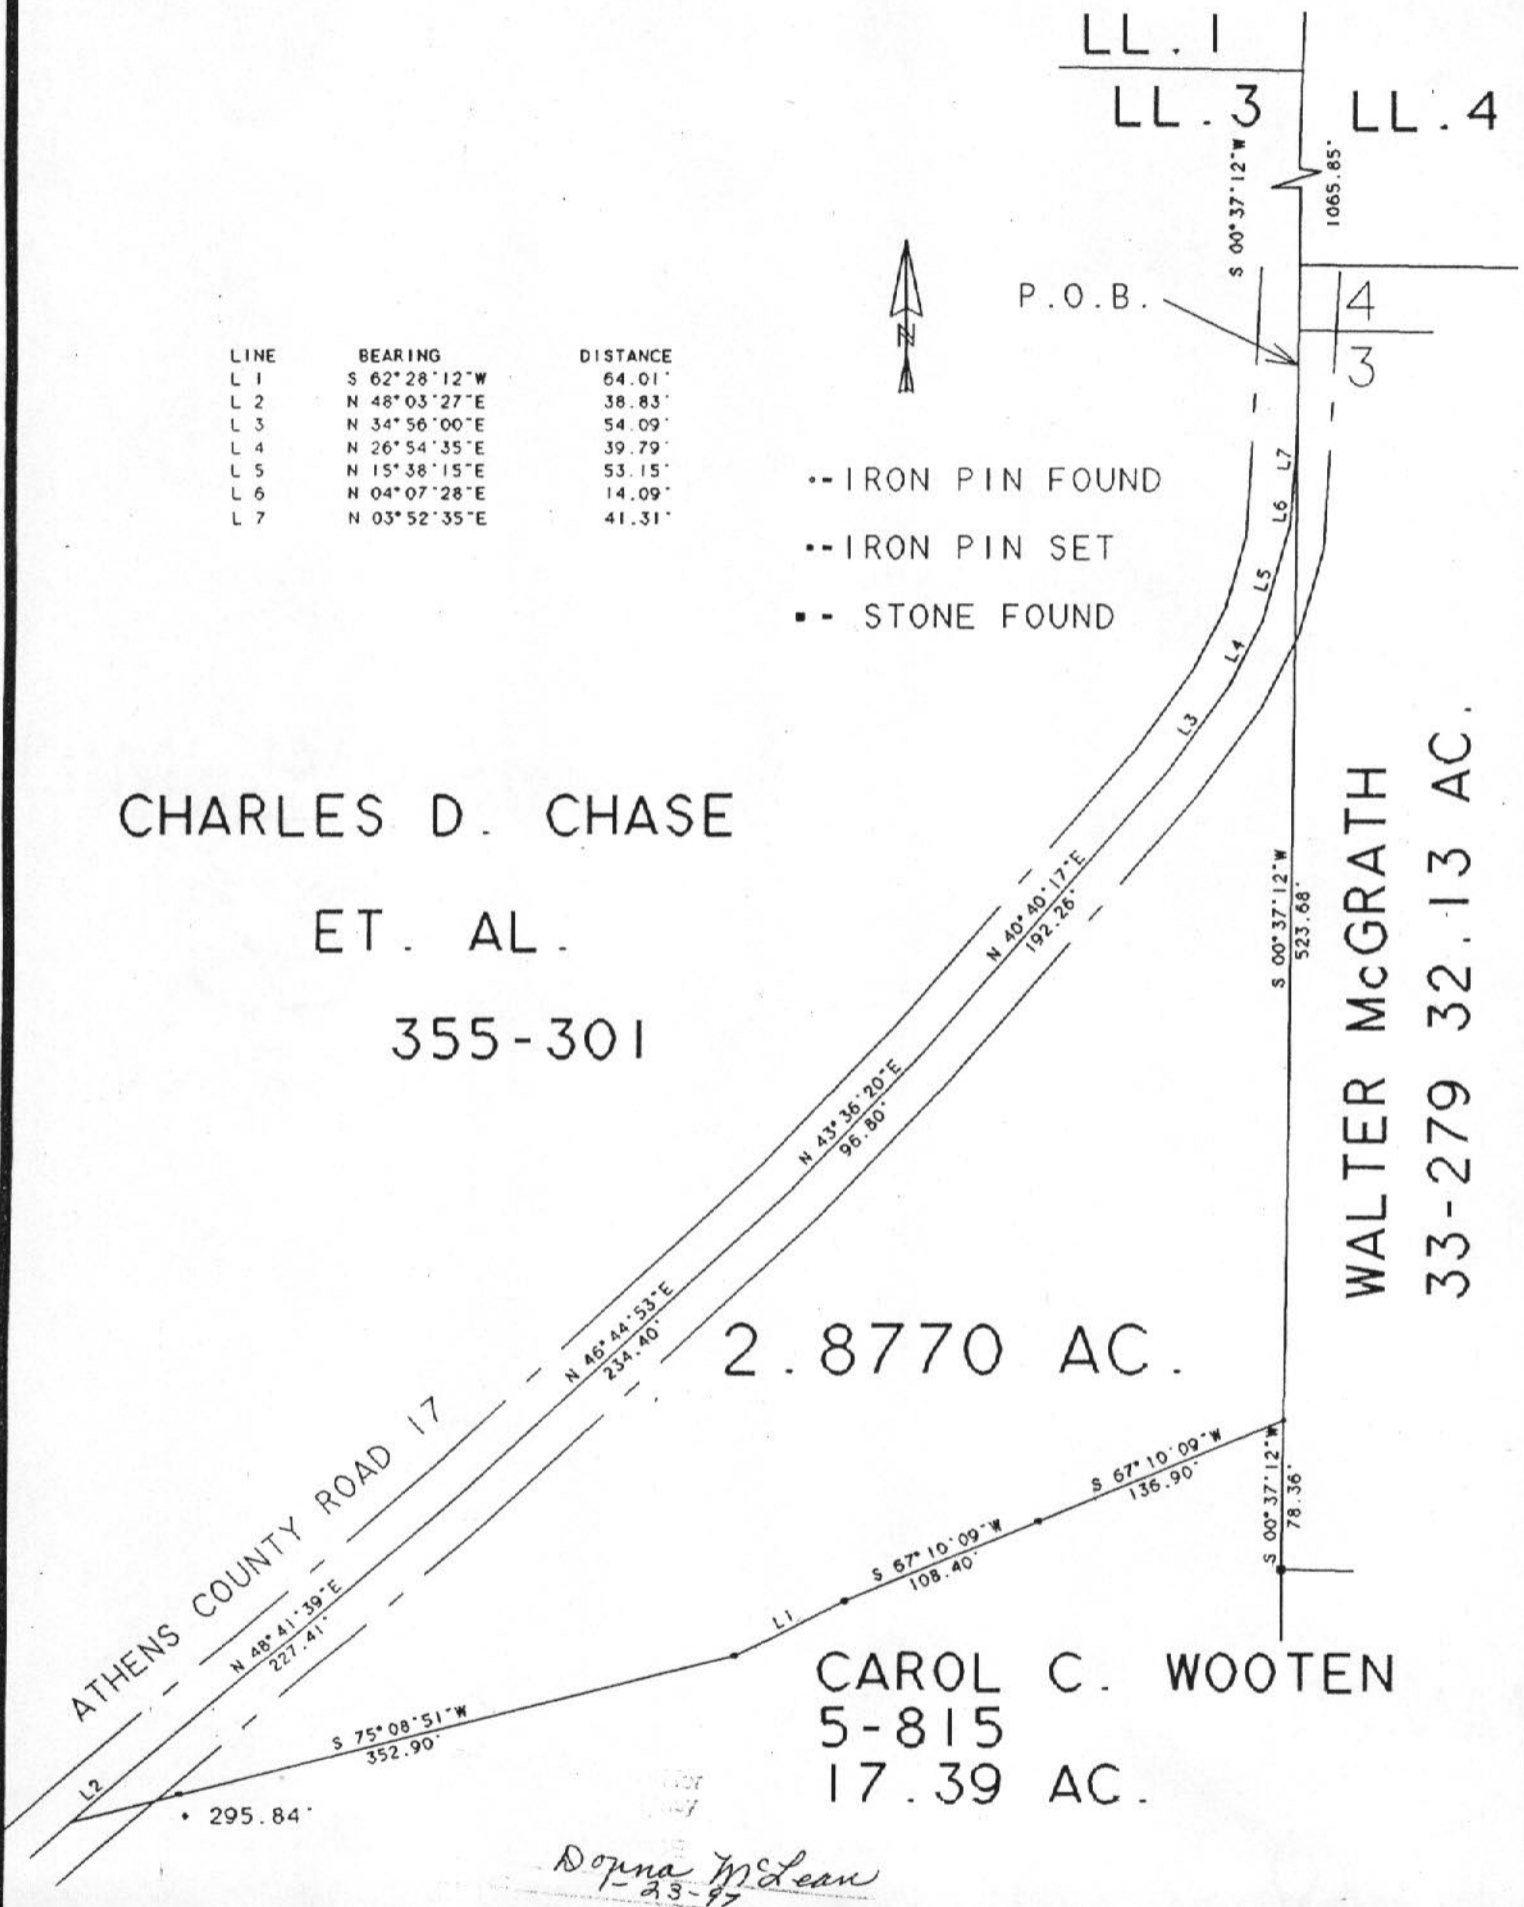 LL. 1
LL. 3
LL. 4
S 00°37'12"W
1065.85'
P.O.B.
4
3
LINE BEARING DISTANCE
L 1 S 62°28'12"W 64.01'
L 2 N 48°03'27"E 38.83'
L 3 N 34°56'00"E 54.09'
L 4 N 26°54'35"E 39.79'
L 5 N 15°38'15"E 53.15'
L 6 N 04°07'28"E 14.09'
L 7 N 03°52'35"E 41.31'
N
•- IRON PIN FOUND
•- IRON PIN SET
▪- STONE FOUND
L7
L6
L5
L4
L3
CHARLES D. CHASE
ET. AL.
355-301
WALTER McGRATH
33-279 32.13 AC.
S 00°37'12"W
523.68'
N 40°40'17"E
192.26'
N 43°36'20"E
96.80'
N 46°44'53"E
234.40'
2.8770 AC.
ATHENS COUNTY ROAD 17
N 48°41'39"E
227.41'
S 67°10'09"W
136.90'
S 00°37'12"W
78.36'
S 67°10'09"W
108.40'
L1
CAROL C. WOOTEN
5-815
17.39 AC.
S 75°08'51"W
352.90'
L2
• 295.84'
Donna McLean